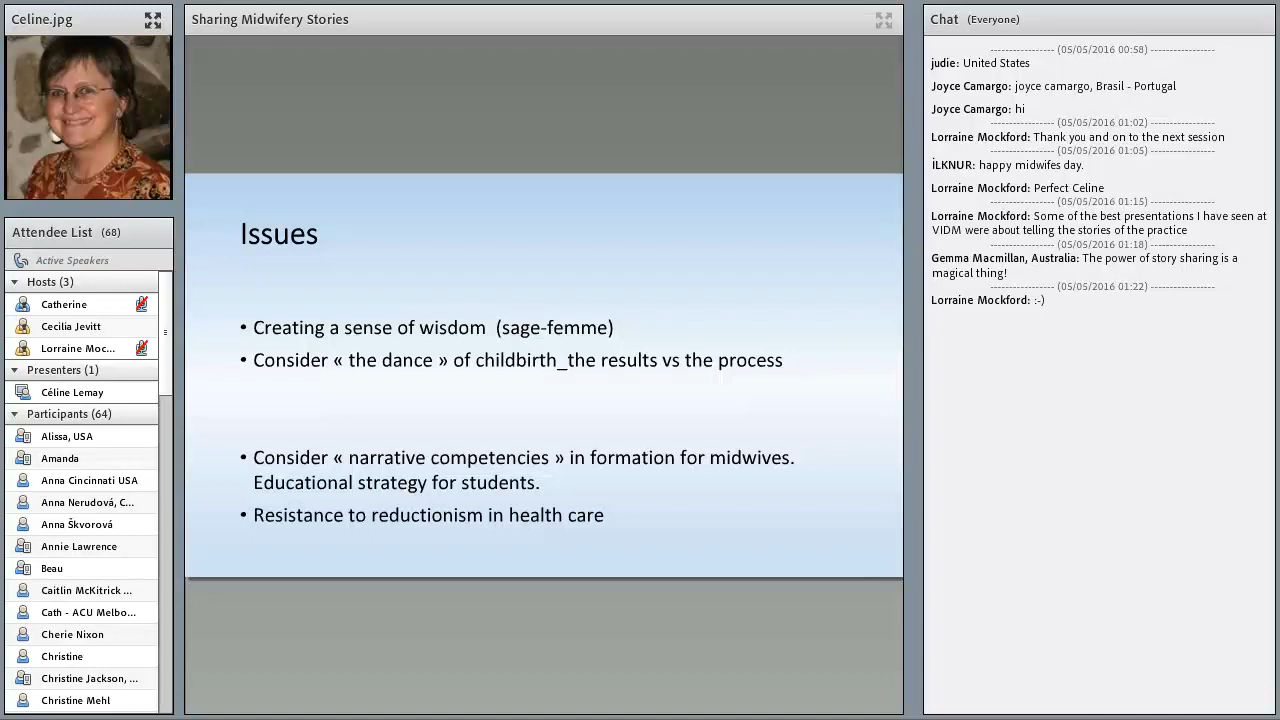 Celine.jpg
Attendee List (68)
Active Speakers
Hosts (3)
Catherine
Cecilia Jevitt
Lorraine Moc...
Presenters (1)
Céline Lemay
Participants (64)
Alissa, USA
Amanda
Anna Cincinnati USA
Anna Nerudová, C...
Anna Škvorová
Annie Lawrence
Beau
Caitlin McKitrick ...
Cath - ACU Melbo...
Cherie Nixon
Christine
Christine Jackson, ...
Christine Mehl
Sharing Midwifery Stories
Issues
• Creating a sense of wisdom (sage-femme)
• Consider « the dance » of childbirth_the results vs the process
• Consider « narrative competencies » in formation for midwives.
Educational strategy for students.
• Resistance to reductionism in health care
Chat (Everyone)
----------------- (05/05/2016 00:58) -----------------
judie: United States
Joyce Camargo: joyce camargo, Brasil - Portugal
Joyce Camargo: hi
----------------- (05/05/2016 01:02) -----------------
Lorraine Mockford: Thank you and on to the next session
----------------- (05/05/2016 01:05) -----------------
İLKNUR: happy midwifes day.
Lorraine Mockford: Perfect Celine
----------------- (05/05/2016 01:15) -----------------
Lorraine Mockford: Some of the best presentations I have seen at
VIDM were about telling the stories of the practice
----------------- (05/05/2016 01:18) -----------------
Gemma Macmillan, Australia: The power of story sharing is a
magical thing!
----------------- (05/05/2016 01:22) -----------------
Lorraine Mockford: :-)